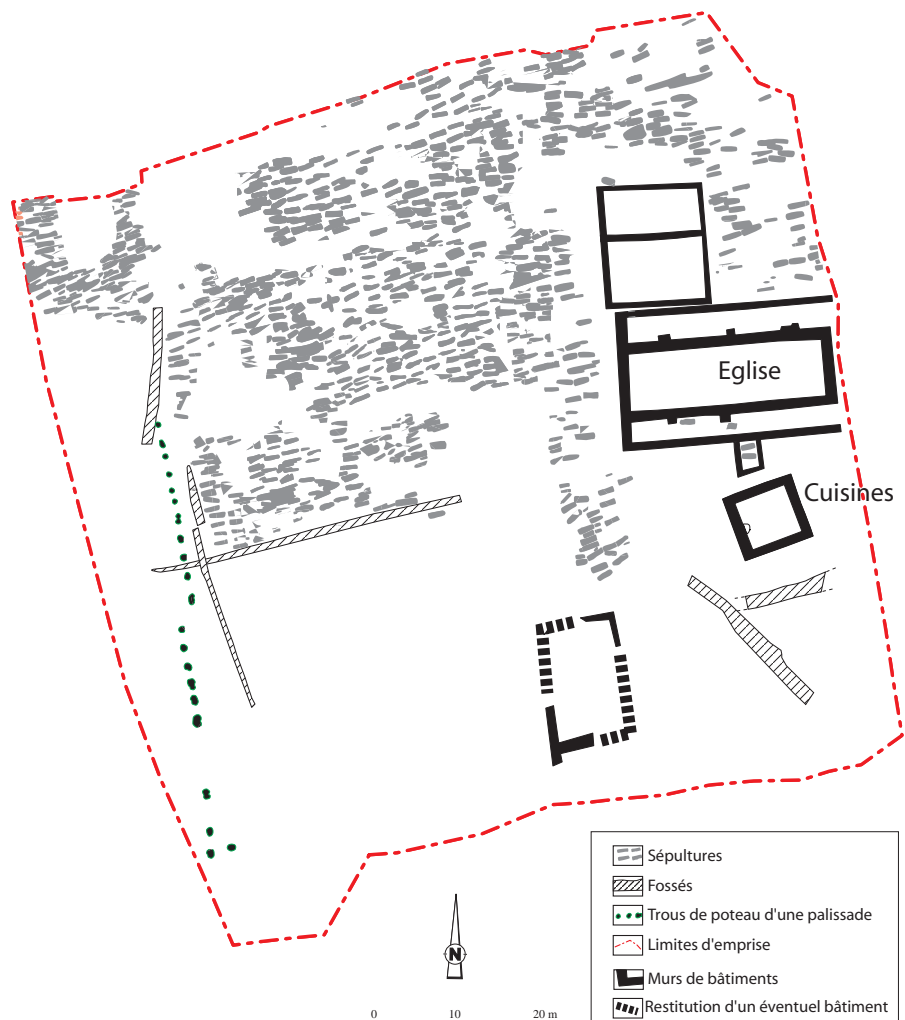 Eglise
Cuisines
N
0 10 20 m
Sépultures
Fossés
Trous de poteau d'une palissade
Limites d'emprise
Murs de bâtiments
Restitution d'un éventuel bâtiment